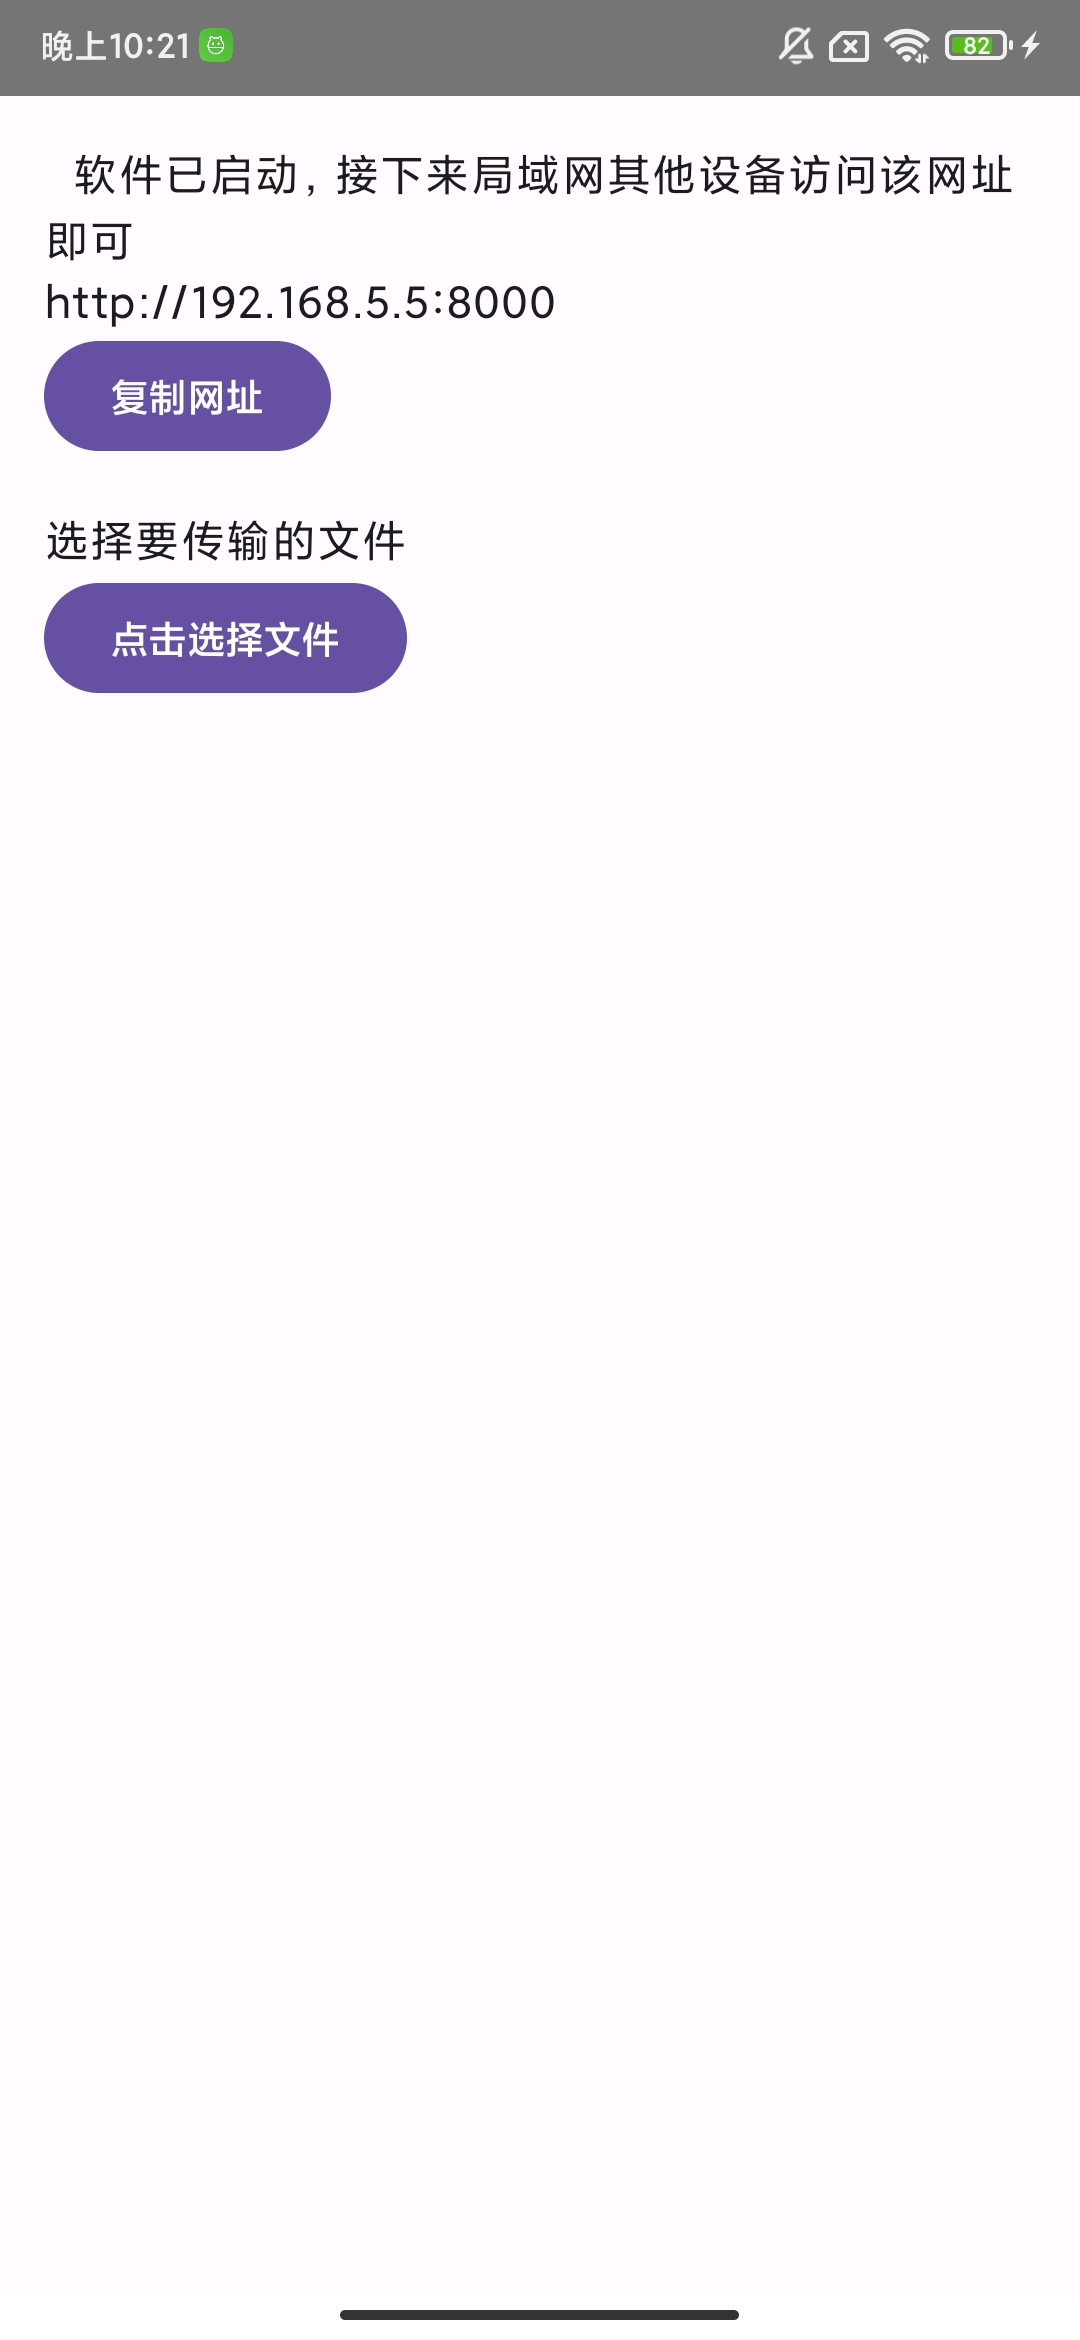 晚上10:21
82
软件已启动，接下来局域网其他设备访问该网址
即可
http://192.168.5.5:8000
复制网址
选择要传输的文件
点击选择文件